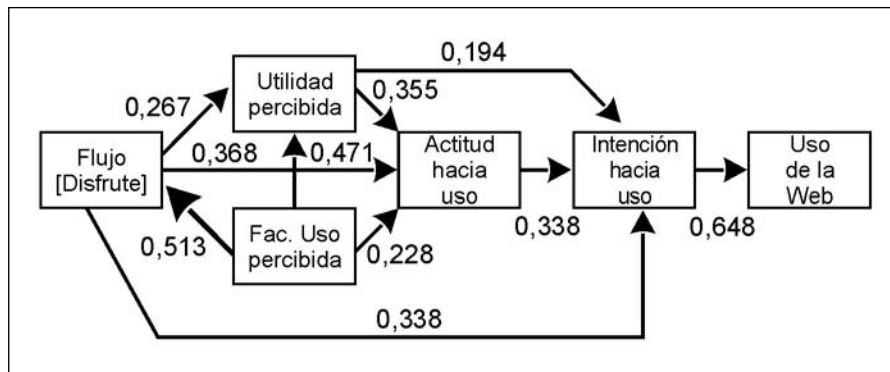 0,194
Utilidad
percibida
0,355
0,267
Flujo
[Disfrute]
0,368
0,471
Actitud
hacia
uso
Intención
hacia
uso
Uso
de la
Web
0,513
Fac. Uso
percibida
0,228
0,338
0,648
0,338